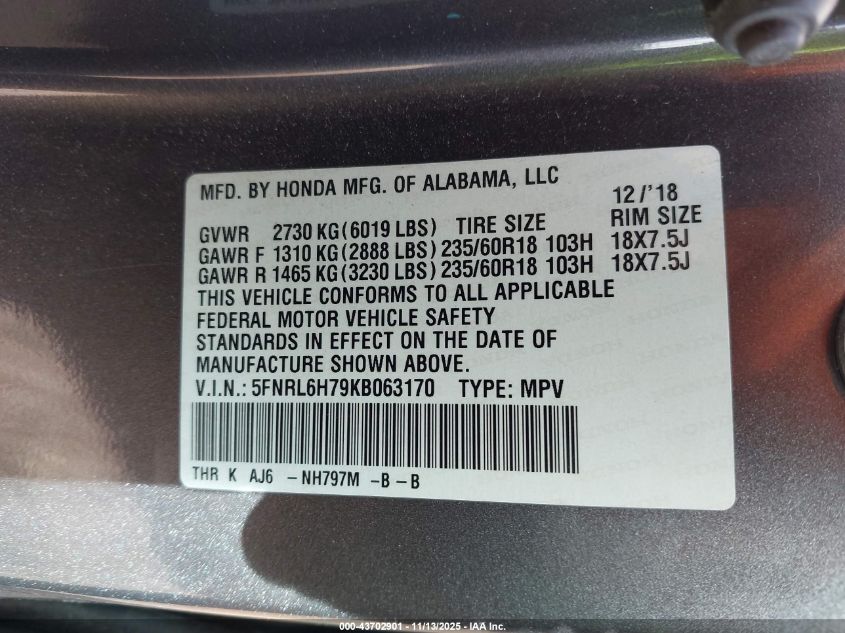 MFD. BY HONDA MFG. OF ALABAMA, LLC 12/'18
GVWR 2730 KG(6019 LBS) TIRE SIZE RIM SIZE
GAWR F 1310 KG(2888 LBS) 235/60R18 103H 18X7.5J
GAWR R 1465 KG(3230 LBS) 235/60R18 103H 18X7.5J
THIS VEHICLE CONFORMS TO ALL APPLICABLE
FEDERAL MOTOR VEHICLE SAFETY
STANDARDS IN EFFECT ON THE DATE OF
MANUFACTURE SHOWN ABOVE.
V.I.N.: 5FNRL6H79KB063170 TYPE: MPV
THR K AJ6 -NH797M -B-B
000-43702901 - 11/13/2025 - IAA Inc.